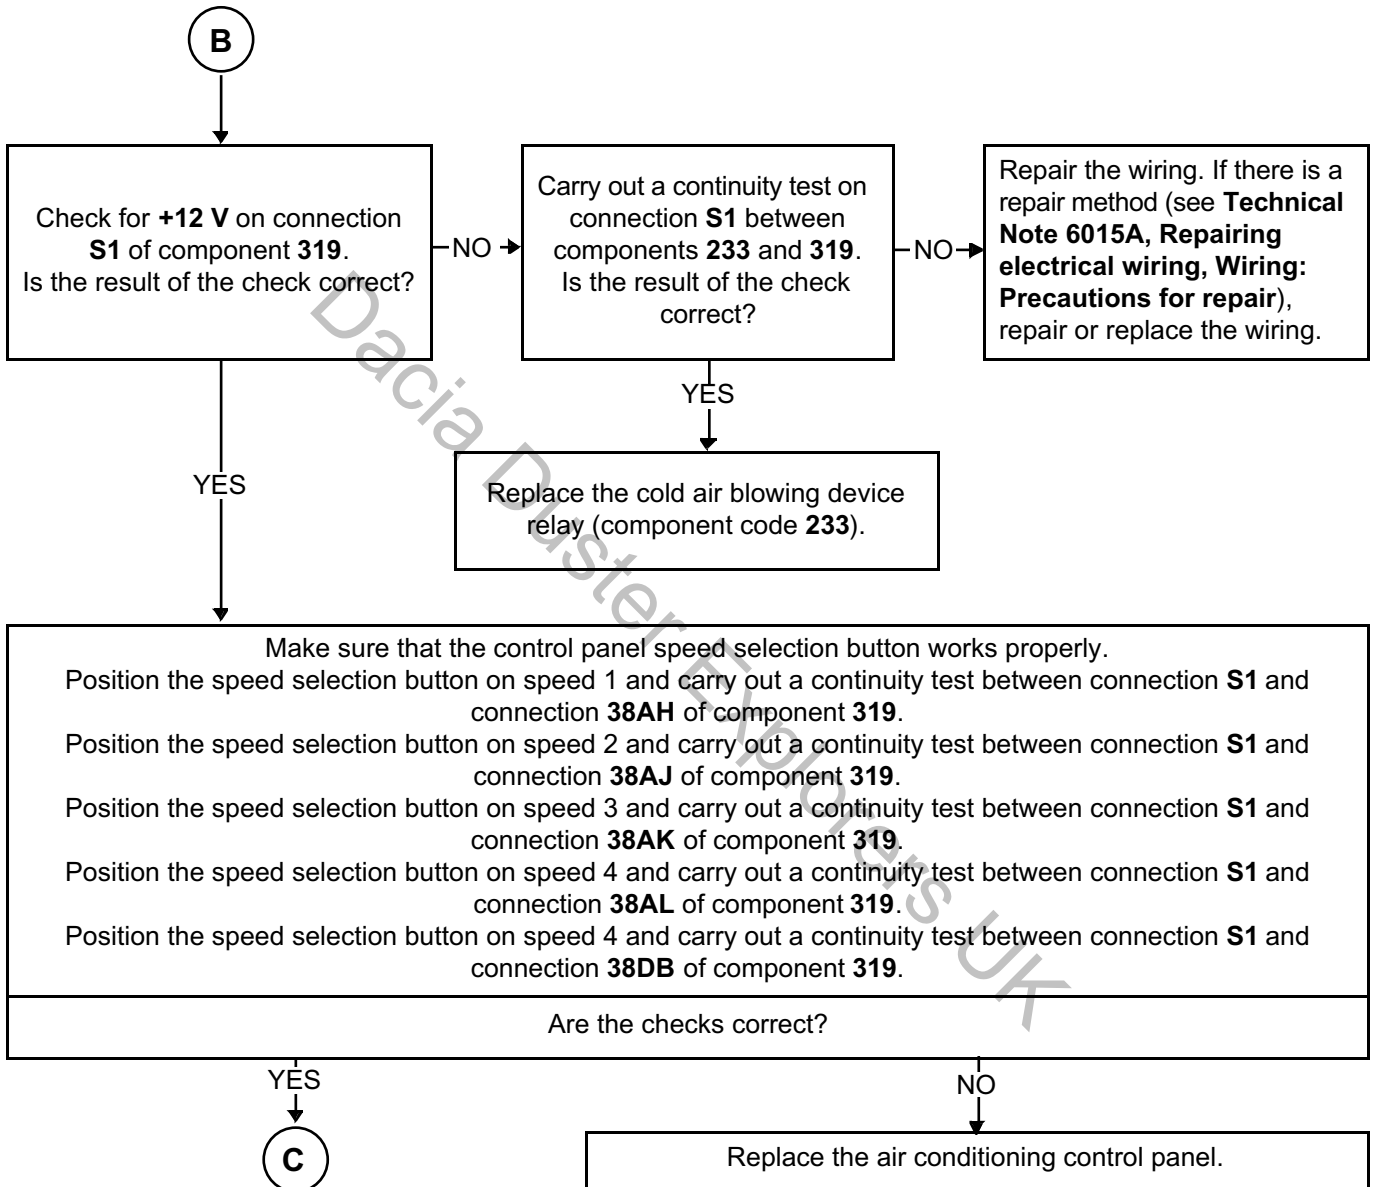 B
Check for +12 V on connection
S1 of component 319.
Is the result of the check correct?
NO
Carry out a continuity test on
connection S1 between
components 233 and 319.
Is the result of the check
correct?
NO
Repair the wiring. If there is a
repair method (see Technical
Note 6015A, Repairing
electrical wiring, Wiring:
Precautions for repair),
repair or replace the wiring.
YES
YES
Replace the cold air blowing device
relay (component code 233).
Make sure that the control panel speed selection button works properly.
Position the speed selection button on speed 1 and carry out a continuity test between connection S1 and
connection 38AH of component 319.
Position the speed selection button on speed 2 and carry out a continuity test between connection S1 and
connection 38AJ of component 319.
Position the speed selection button on speed 3 and carry out a continuity test between connection S1 and
connection 38AK of component 319.
Position the speed selection button on speed 4 and carry out a continuity test between connection S1 and
connection 38AL of component 319.
Position the speed selection button on speed 4 and carry out a continuity test between connection S1 and
connection 38DB of component 319.
Are the checks correct?
YES
NO
C
Replace the air conditioning control panel.
Dacia Duster Explorers UK